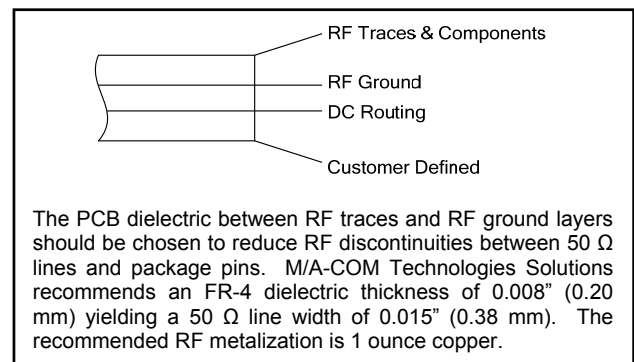 RF Traces & Components
RF Ground
DC Routing
Customer Defined
The PCB dielectric between RF traces and RF ground layers
should be chosen to reduce RF discontinuities between 50 Ω
lines and package pins. M/A-COM Technologies Solutions
recommends an FR-4 dielectric thickness of 0.008” (0.20
mm) yielding a 50 Ω line width of 0.015” (0.38 mm). The
recommended RF metalization is 1 ounce copper.